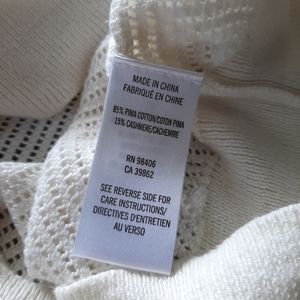 MADE IN CHINA
FABRIQUÉ EN CHINE
85% PIMA COTTON/COTON PIMA
15% CASHMERE/CACHEMIRE
RN 98406
CA 39862
SEE REVERSE SIDE FOR
CARE INSTRUCTIONS/
DIRECTIVES D'ENTRETIEN
AU VERSO